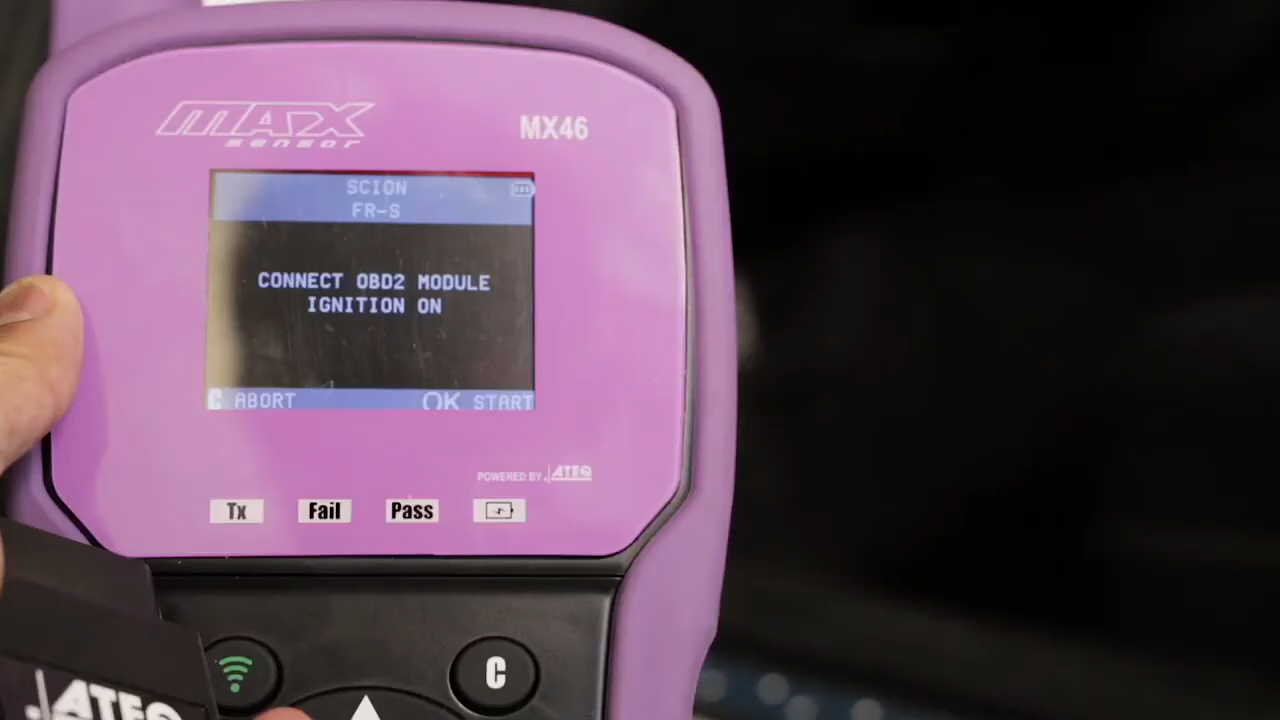 MAX
sensor
MX46
SCION
FR-S
CONNECT OBD2 MODULE
IGNITION ON
C ABORT
OK START
POWERED BY ATEQ
Tx
Fail
Pass
C
ATEQ